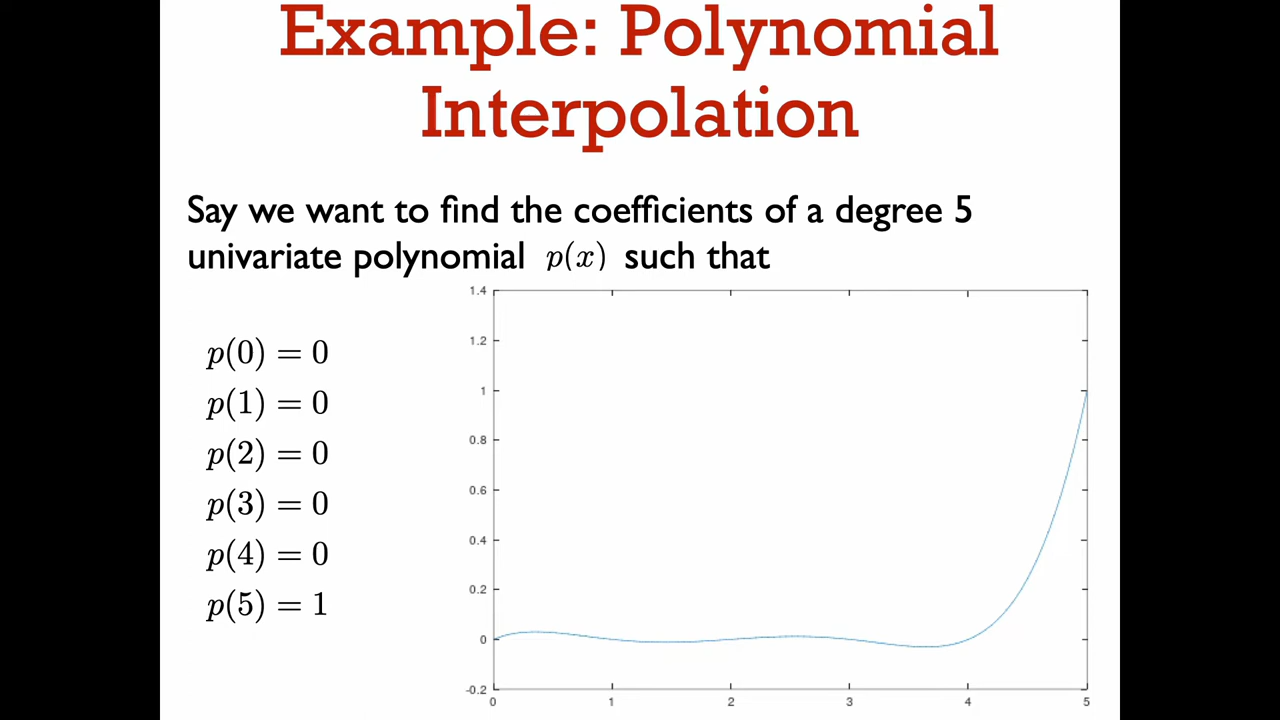 Example: Polynomial
Interpolation
Say we want to find the coefficients of a degree 5
univariate polynomial p(x) such that
p(0) = 0
p(1) = 0
p(2) = 0
p(3) = 0
p(4) = 0
p(5) = 1
1.4
1.2
1
0.8
0.6
0.4
0.2
0
-0.2
0 1 2 3 4 5